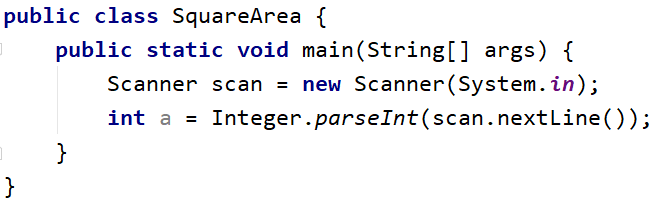 public class SquareArea {
    public static void main(String[] args) {
        Scanner scan = new Scanner(System.in);
        int a = Integer.parseInt(scan.nextLine());
    }
}